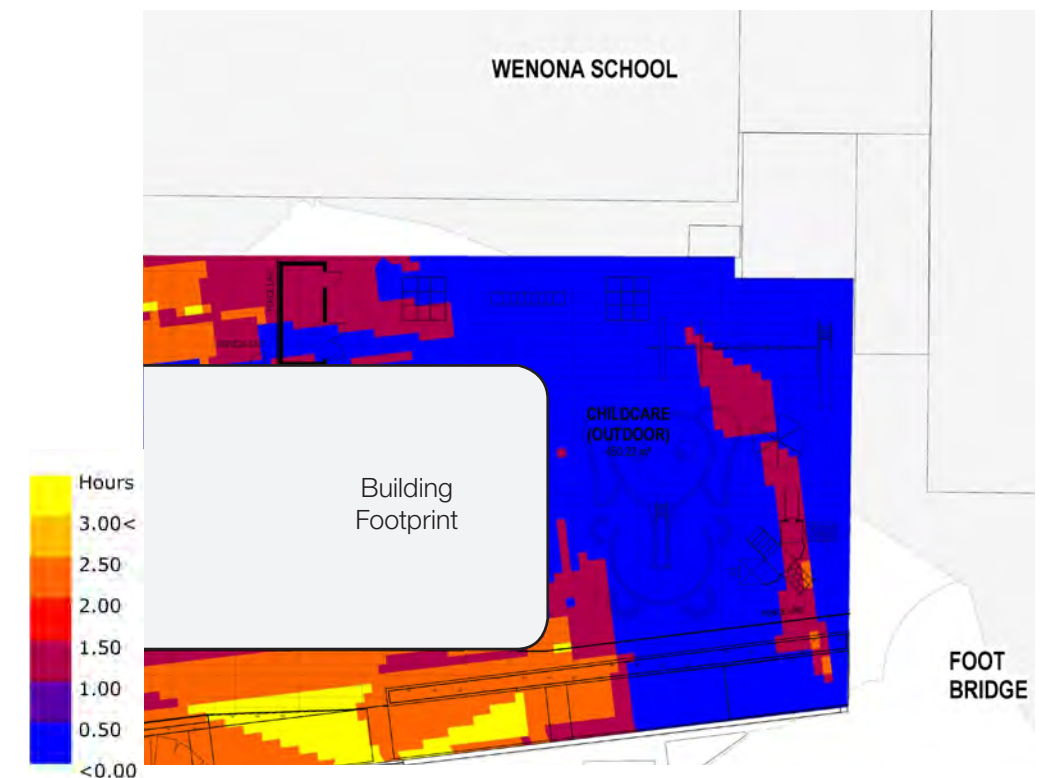 WENONA SCHOOL
CHILDCARE
(OUTDOOR)
Building
Footprint
Hours
3.00<
2.50
2.00
1.50
1.00
0.50
<0.00
FOOT
BRIDGE